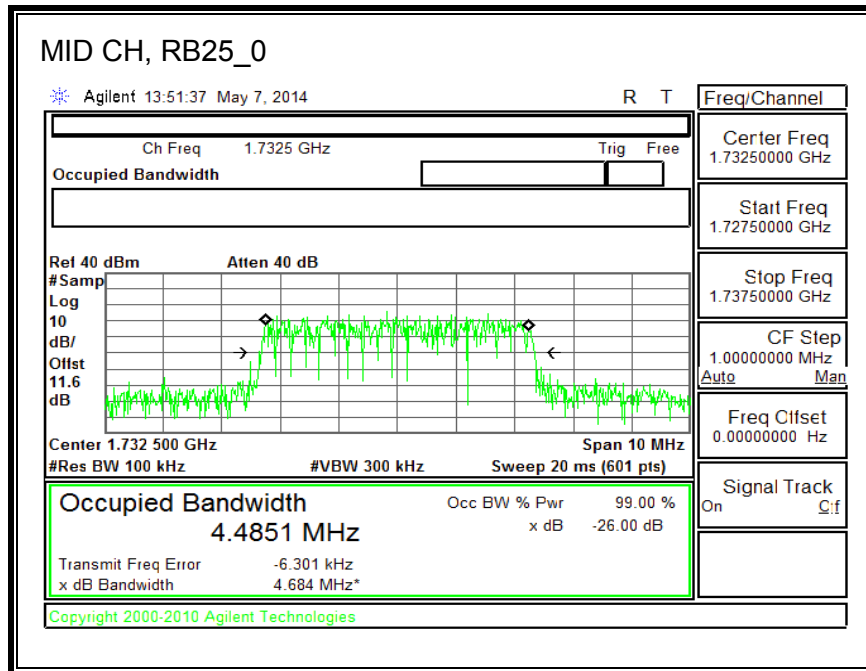 MID CH, RB25_0
Agilent 13:51:37 May 7, 2014 R T
Freq/Channel
Ch Freq 1.7325 GHz Trig Free
Occupied Bandwidth
Center Freq
1.73250000 GHz
Start Freq
1.72750000 GHz
Stop Freq
1.73750000 GHz
CF Step
1.00000000 MHz
Auto Man
Freq Offset
0.00000000 Hz
Signal Track
On Off
Ref 40 dBm Atten 40 dB
#Samp
Log
10
dB/
Offst
11.6
dB
Center 1.732 500 GHz Span 10 MHz
#Res BW 100 kHz #VBW 300 kHz Sweep 20 ms (601 pts)
Occupied Bandwidth Occ BW % Pwr 99.00 %
4.4851 MHz x dB -26.00 dB
Transmit Freq Error -6.301 kHz
x dB Bandwidth 4.684 MHz*
Copyright 2000-2010 Agilent Technologies